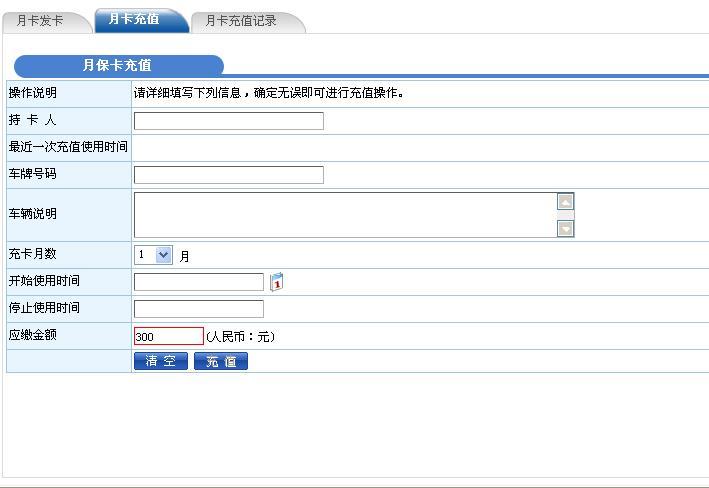 月卡发卡 月卡充值 月卡充值记录
月保卡充值
操作说明 请详细填写下列信息，确定无误即可进行充值操作。
持 卡 人
最近一次充值使用时间
车牌号码
车辆说明
充卡月数 1 月
开始使用时间 1
停止使用时间
应缴金额 300 (人民币：元)
清 空 充 值